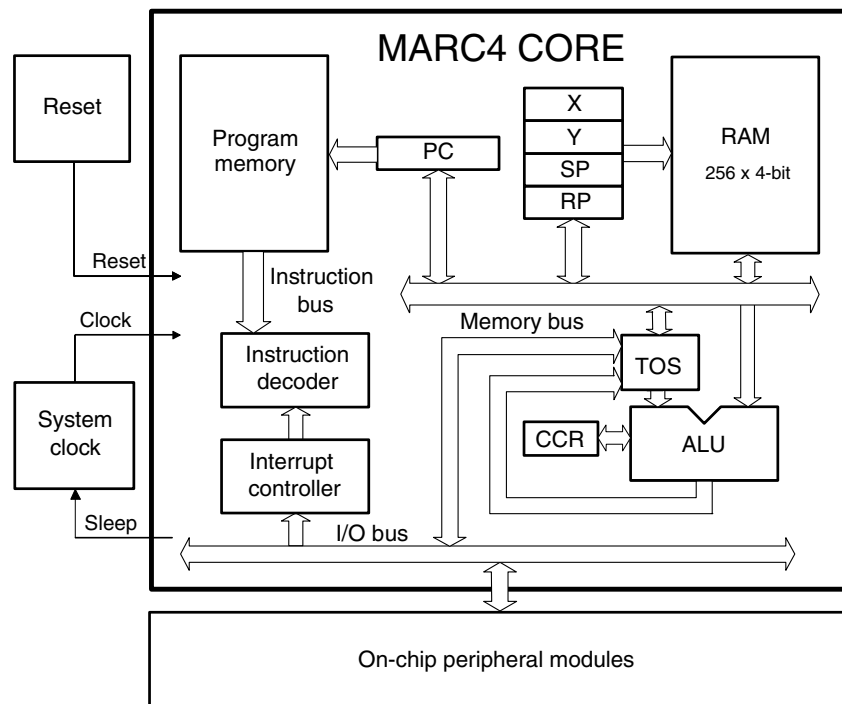 MARC4 CORE
Reset
Program
memory
PC
X
Y
SP
RP
RAM
256 x 4-bit
Reset
Instruction
bus
Clock
Memory bus
Instruction
decoder
TOS
System
clock
CCR
ALU
Interrupt
controller
Sleep
I/O bus
On-chip peripheral modules